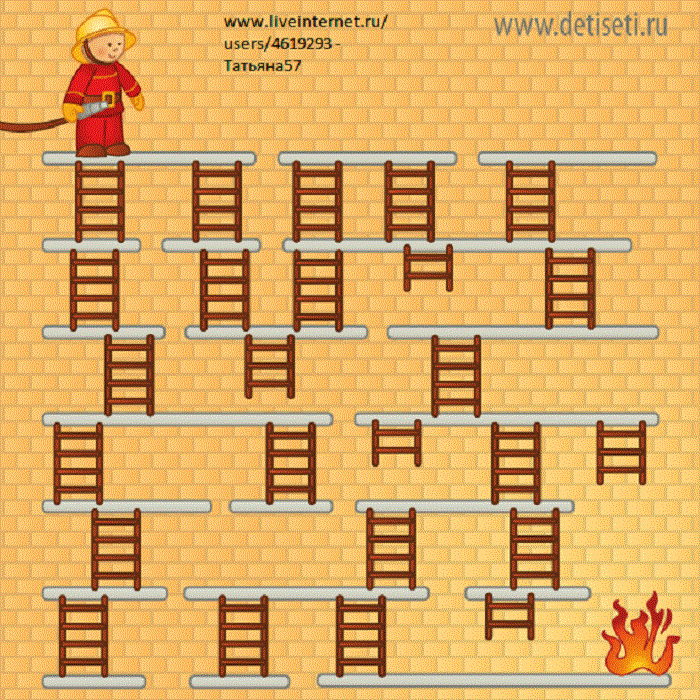 www.liveinternet.ru/
users/4619293 -
Татьяна57
www.detiseti.ru